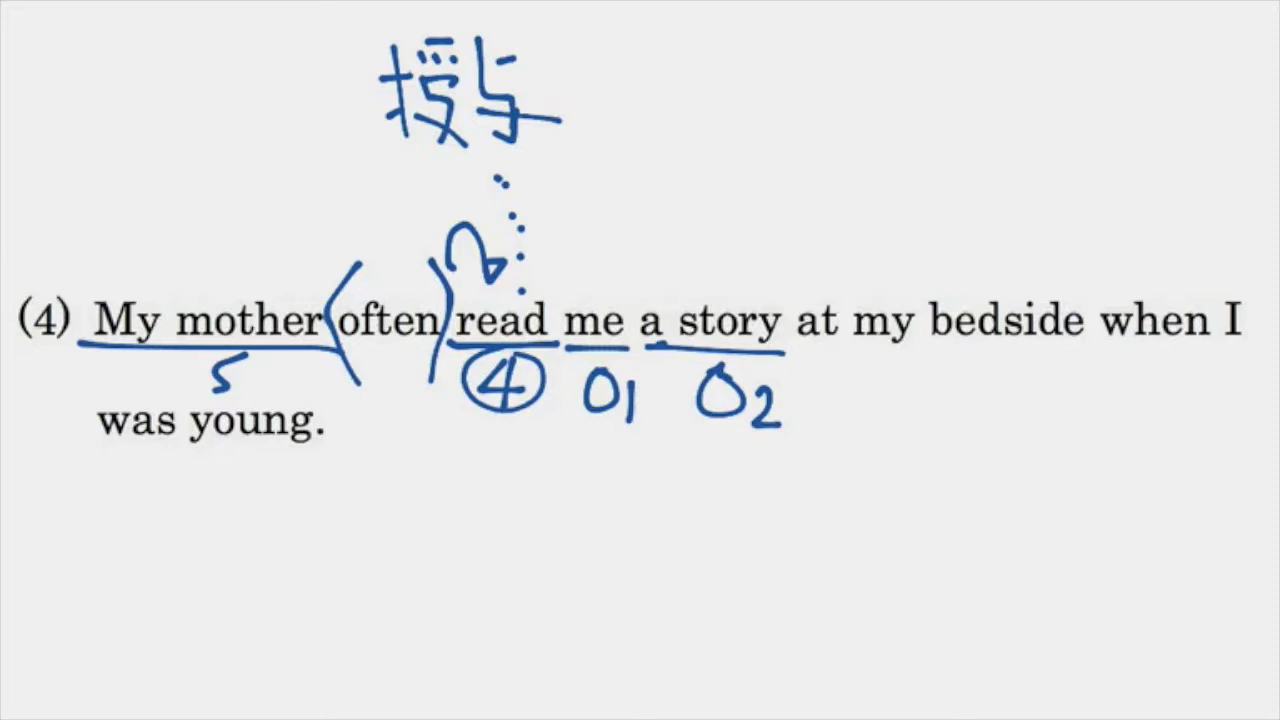 授与
(4) My mother often read me a story at my bedside when I
S ④ O1 O2
was young.